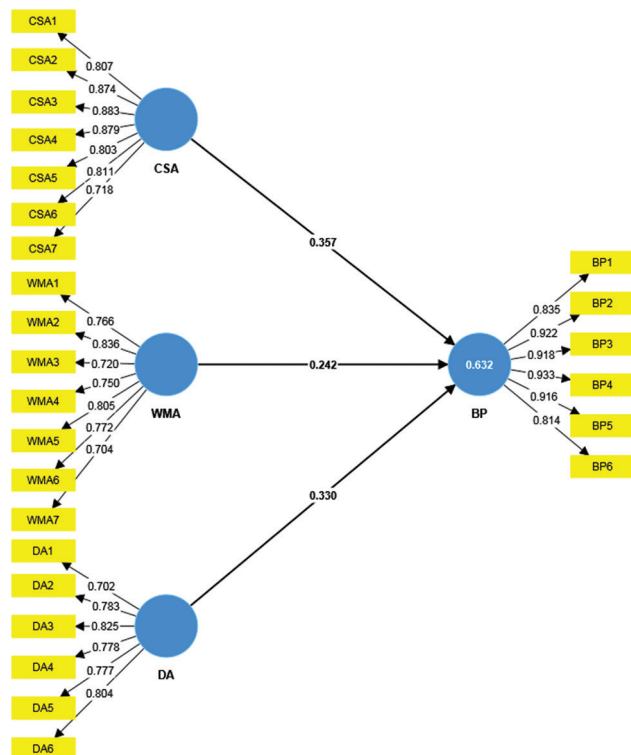 CSA1
0.807
CSA2
0.874
CSA3
0.883
CSA4
0.879
CSA5
0.803
CSA6
0.811
CSA7
0.718
CSA
0.357
WMA1
0.766
WMA2
0.836
WMA3
0.720
WMA4
0.750
WMA5
0.805
WMA6
0.772
WMA7
0.704
WMA
0.242
DA1
0.702
DA2
0.783
DA3
0.825
DA4
0.778
DA5
0.777
DA6
0.804
DA
0.330
0.632
BP
BP1
0.835
BP2
0.922
BP3
0.918
BP4
0.933
BP5
0.916
BP6
0.814